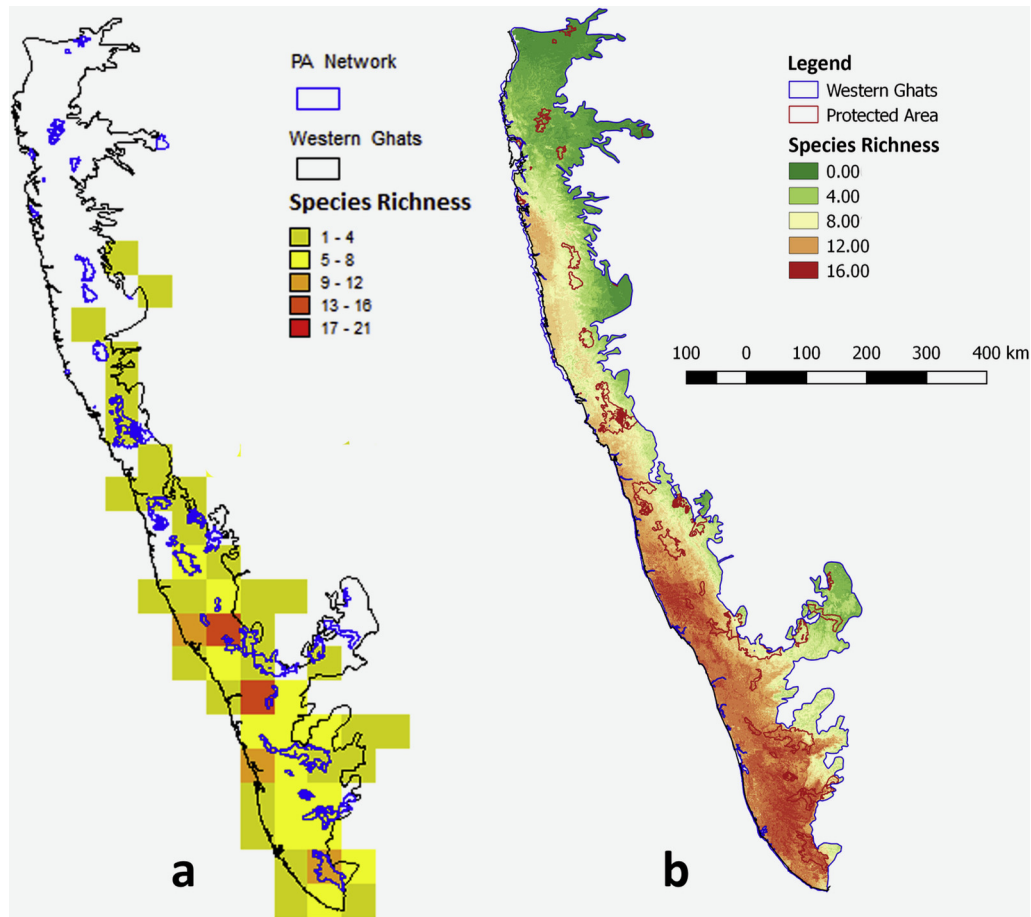 PA Network
Western Ghats
Species Richness
1 - 4
5 - 8
9 - 12
13 - 16
17 - 21
a
Legend
Western Ghats
Protected Area
Species Richness
0.00
4.00
8.00
12.00
16.00
100 0 100 200 300 400 km
b